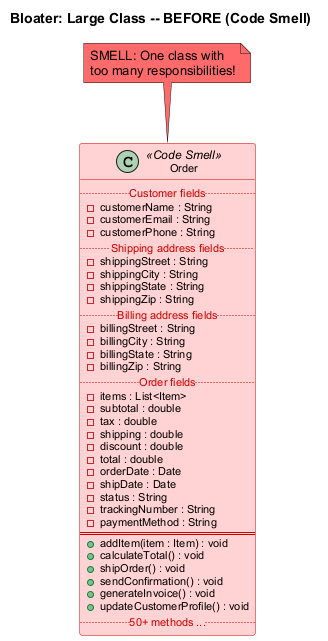 Bloater: Large Class -- BEFORE (Code Smell)
SMELL: One class with
too many responsibilities!
C
«Code Smell»
Order
Customer fields
customerName : String
customerEmail : String
customerPhone : String
Shipping address fields
shippingStreet : String
shippingCity : String
shippingState : String
shippingZip : String
Billing address fields
billingStreet : String
billingCity : String
billingState : String
billingZip : String
Order fields
items : List<Item>
subtotal : double
tax : double
shipping : double
discount : double
total : double
orderDate : Date
shipDate : Date
status : String
trackingNumber : String
paymentMethod : String
addItem(item : Item) : void
calculateTotal() : void
shipOrder() : void
sendConfirmation() : void
generateInvoice() : void
updateCustomerProfile() : void
50+ methods ...